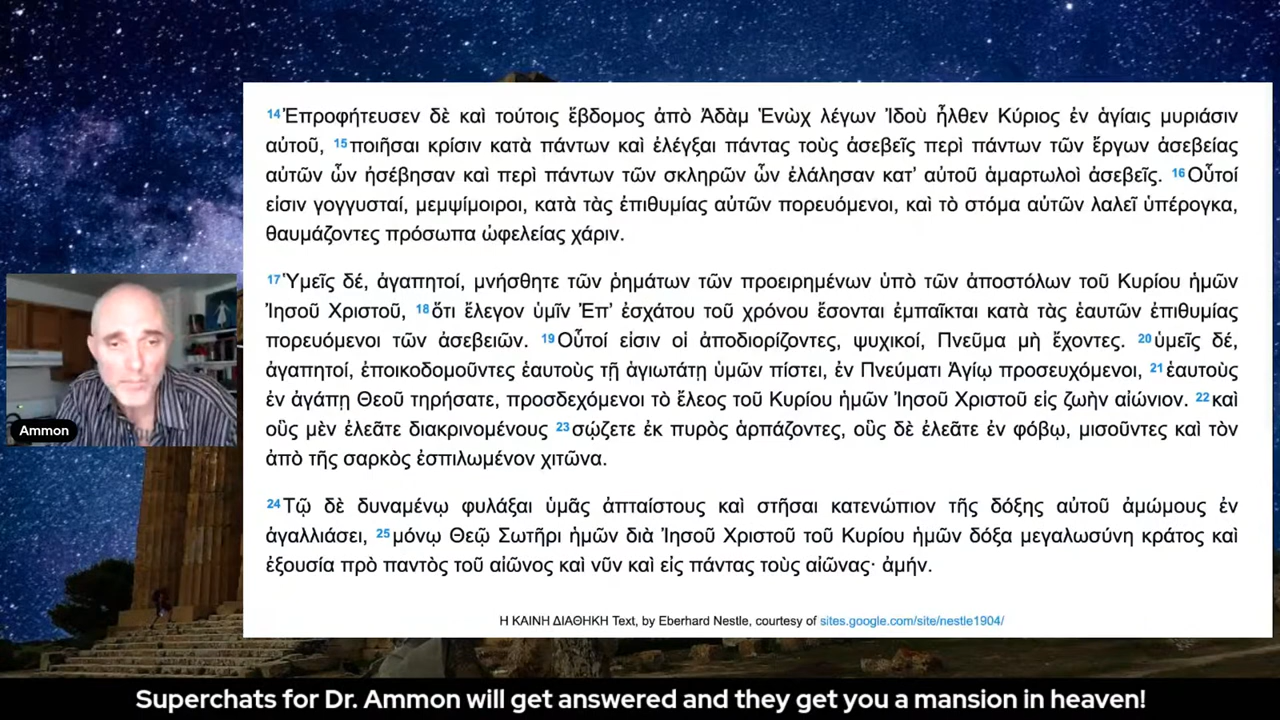 14Ἐπροφήτευσεν δὲ καὶ τούτοις ἕβδομος ἀπὸ Ἀδὰμ Ἑνὼχ λέγων Ἰδοὺ ἦλθεν Κύριος ἐν ἁγίαις μυριάσιν
αὐτοῦ, 15ποιῆσαι κρίσιν κατὰ πάντων καὶ ἐλέγξαι πάντας τοὺς ἀσεβεῖς περὶ πάντων τῶν ἔργων ἀσεβείας
αὐτῶν ὧν ἠσέβησαν καὶ περὶ πάντων τῶν σκληρῶν ὧν ἐλάλησαν κατ’ αὐτοῦ ἁμαρτωλοὶ ἀσεβεῖς. 16Οὗτοί
εἰσιν γογγυσταί, μεμψίμοιροι, κατὰ τὰς ἐπιθυμίας αὐτῶν πορευόμενοι, καὶ τὸ στόμα αὐτῶν λαλεῖ ὑπέρογκα,
θαυμάζοντες πρόσωπα ὠφελείας χάριν.
17Ὑμεῖς δέ, ἀγαπητοί, μνήσθητε τῶν ῥημάτων τῶν προειρημένων ὑπὸ τῶν ἀποστόλων τοῦ Κυρίου ἡμῶν
Ἰησοῦ Χριστοῦ, 18ὅτι ἔλεγον ὑμῖν Ἐπ’ ἐσχάτου τοῦ χρόνου ἔσονται ἐμπαῖκται κατὰ τὰς ἑαυτῶν ἐπιθυμίας
πορευόμενοι τῶν ἀσεβειῶν. 19Οὗτοί εἰσιν οἱ ἀποδιορίζοντες, ψυχικοί, Πνεῦμα μὴ ἔχοντες. 20ὑμεῖς δέ,
ἀγαπητοί, ἐποικοδομοῦντες ἑαυτοὺς τῇ ἁγιωτάτῃ ὑμῶν πίστει, ἐν Πνεύματι Ἁγίῳ προσευχόμενοι, 21ἑαυτοὺς
ἐν ἀγάπῃ Θεοῦ τηρήσατε, προσδεχόμενοι τὸ ἔλεος τοῦ Κυρίου ἡμῶν Ἰησοῦ Χριστοῦ εἰς ζωὴν αἰώνιον. 22καὶ
οὓς μὲν ἐλεᾶτε διακρινομένους 23σῴζετε ἐκ πυρὸς ἁρπάζοντες, οὓς δὲ ἐλεᾶτε ἐν φόβῳ, μισοῦντες καὶ τὸν
ἀπὸ τῆς σαρκὸς ἐσπιλωμένον χιτῶνα.
24Τῷ δὲ δυναμένῳ φυλάξαι ὑμᾶς ἀπταίστους καὶ στῆσαι κατενώπιον τῆς δόξης αὐτοῦ ἀμώμους ἐν
ἀγαλλιάσει, 25μόνῳ Θεῷ Σωτῆρι ἡμῶν διὰ Ἰησοῦ Χριστοῦ τοῦ Κυρίου ἡμῶν δόξα μεγαλωσύνη κράτος καὶ
ἐξουσία πρὸ παντὸς τοῦ αἰῶνος καὶ νῦν καὶ εἰς πάντας τοὺς αἰῶνας· ἀμήν.
Η ΚΑΙΝΗ ΔΙΑΘΗΚΗ Text, by Eberhard Nestle, courtesy of sites.google.com/site/nestle1904/
Ammon
Superchats for Dr. Ammon will get answered and they get you a mansion in heaven!